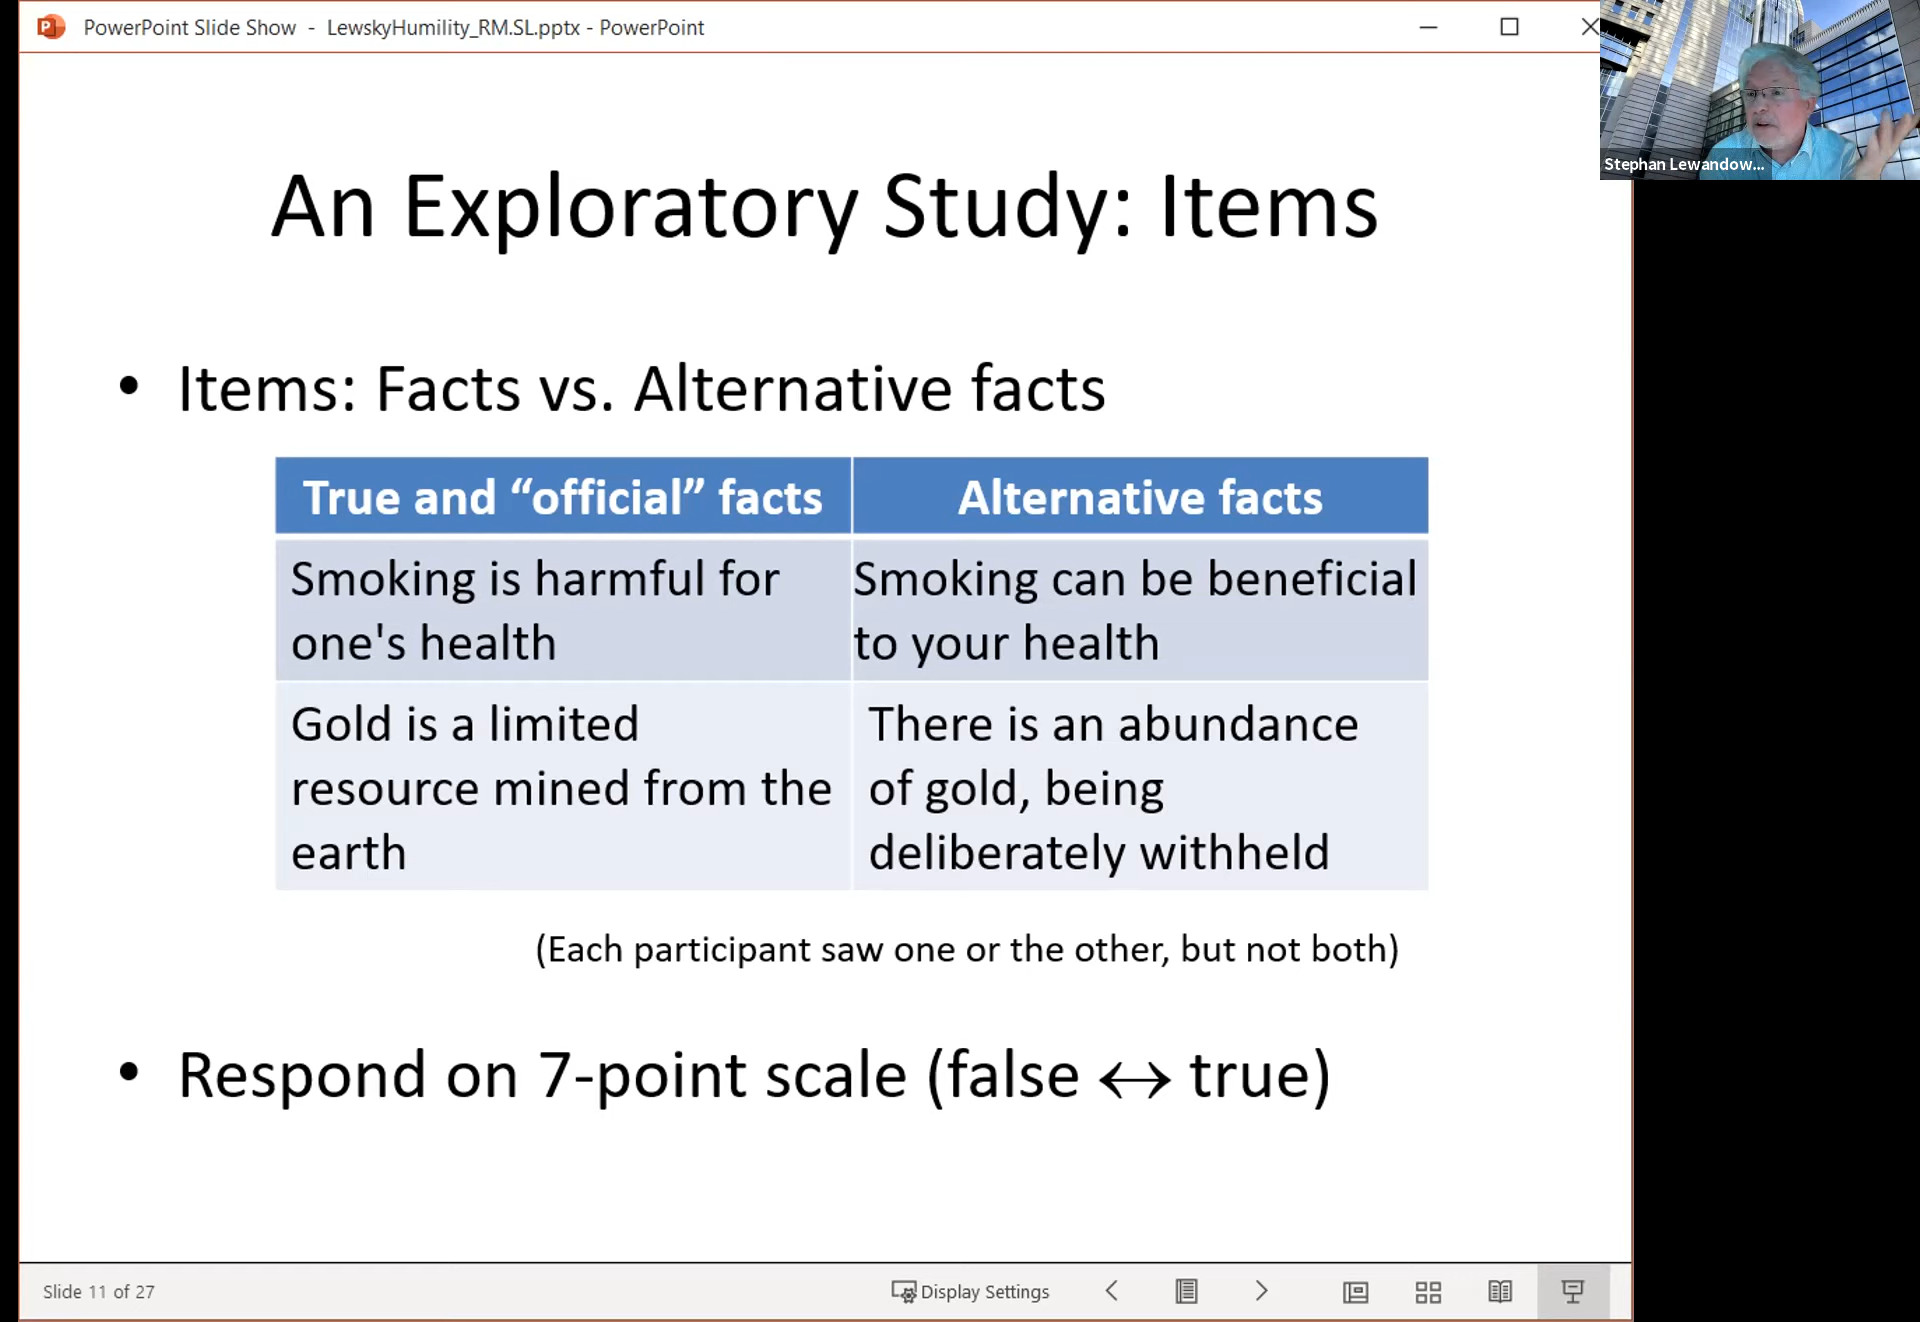 PowerPoint Slide Show - LewskyHumility_RM.SL.pptx - PowerPoint
Stephan Lewandow...
An Exploratory Study: Items
• Items: Facts vs. Alternative facts
True and “official” facts
Alternative facts
Smoking is harmful for
one's health
Smoking can be beneficial
to your health
Gold is a limited
resource mined from the
earth
There is an abundance
of gold, being
deliberately withheld
(Each participant saw one or the other, but not both)
• Respond on 7-point scale (false ↔ true)
Slide 11 of 27
Display Settings